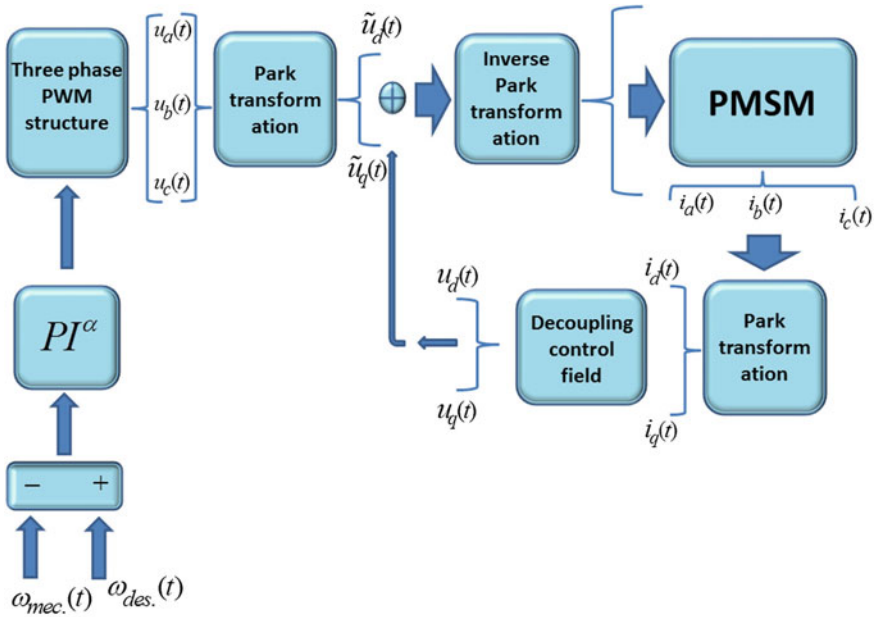 Three phase
PWM
structure
u_a(t)
u_b(t)
u_c(t)
Park
transform
ation
ũ_d(t)
ũ_q(t)
Inverse
Park
transform
ation
PMSM
i_a(t) i_b(t) i_c(t)
Park
transform
ation
i_d(t)
i_q(t)
Decoupling
control
field
u_d(t)
u_q(t)
PI^α
− +
ω_mec.(t) ω_des.(t)